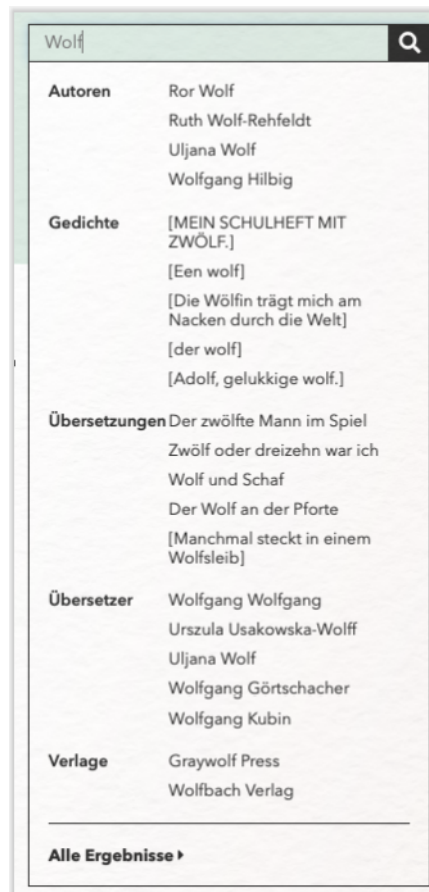 Wolf
Autoren Ror Wolf
Ruth Wolf-Rehfeldt
Uljana Wolf
Wolfgang Hilbig
Gedichte [MEIN SCHULHEFT MIT
ZWÖLF.]
[Een wolf]
[Die Wölfin trägt mich am
Nacken durch die Welt]
[der wolf]
[Adolf, gelukkige wolf.]
Übersetzungen Der zwölfte Mann im Spiel
Zwölf oder dreizehn war ich
Wolf und Schaf
Der Wolf an der Pforte
[Manchmal steckt in einem
Wolfsleib]
Übersetzer Wolfgang Wolfgang
Urszula Usakowska-Wolff
Uljana Wolf
Wolfgang Görtschacher
Wolfgang Kubin
Verlage Graywolf Press
Wolfbach Verlag
Alle Ergebnisse